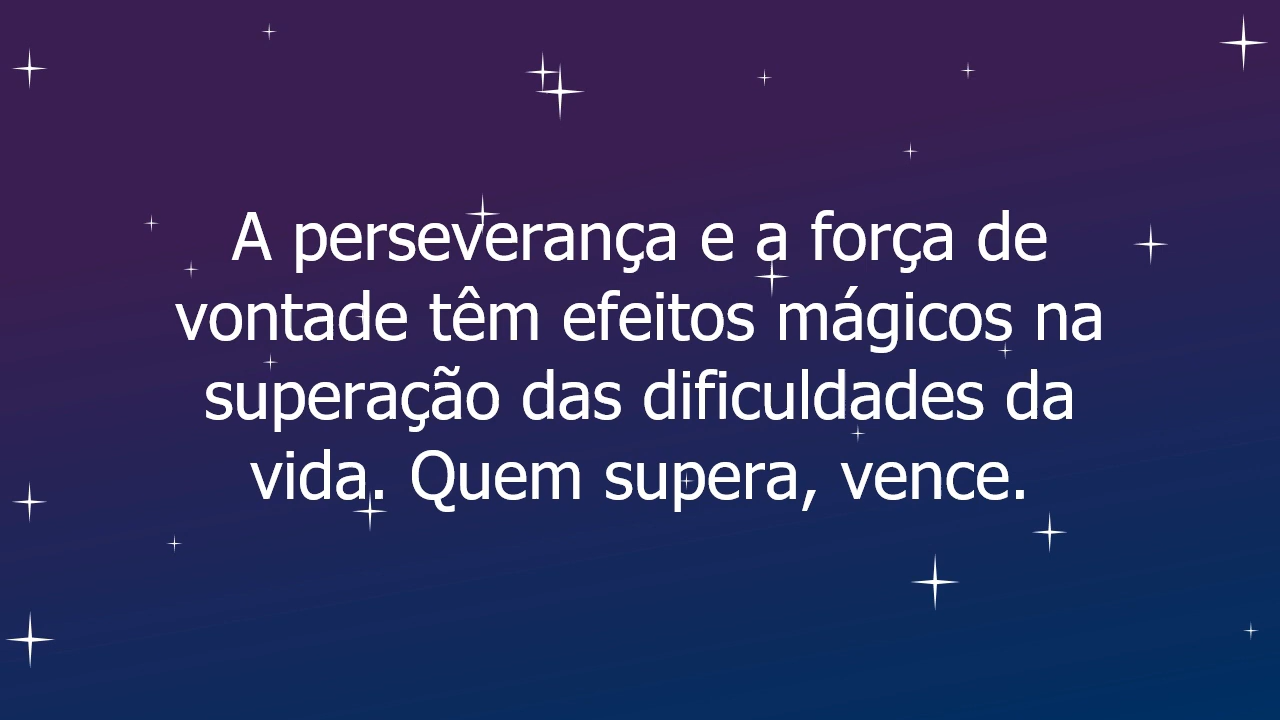 A perseverança e a força de
vontade têm efeitos mágicos na
superação das dificuldades da
vida. Quem supera, vence.